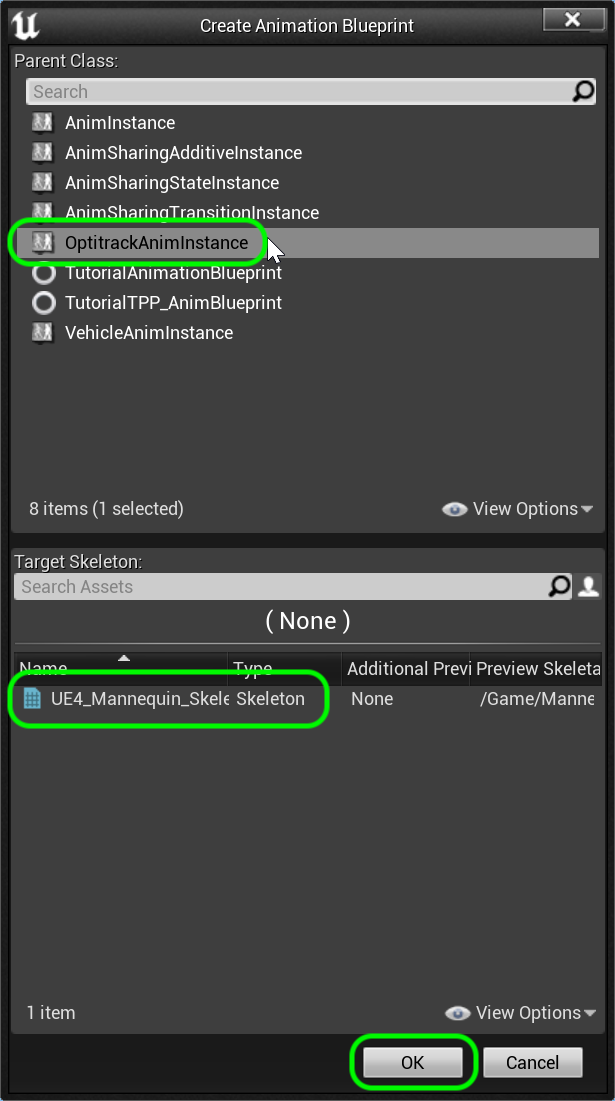 Create Animation Blueprint
Parent Class:
Search
AnimInstance
AnimSharingAdditiveInstance
AnimSharingStateInstance
AnimSharingTransitionInstance
OptitrackAnimInstance
TutorialAnimationBlueprint
TutorialTPP_AnimBlueprint
VehicleAnimInstance
8 items (1 selected) View Options
Target Skeleton:
Search Assets
( None )
Name Type Additional Previ Preview Skeleta
UE4_Mannequin_Skele Skeleton None /Game/Manne
1 item View Options
OK Cancel